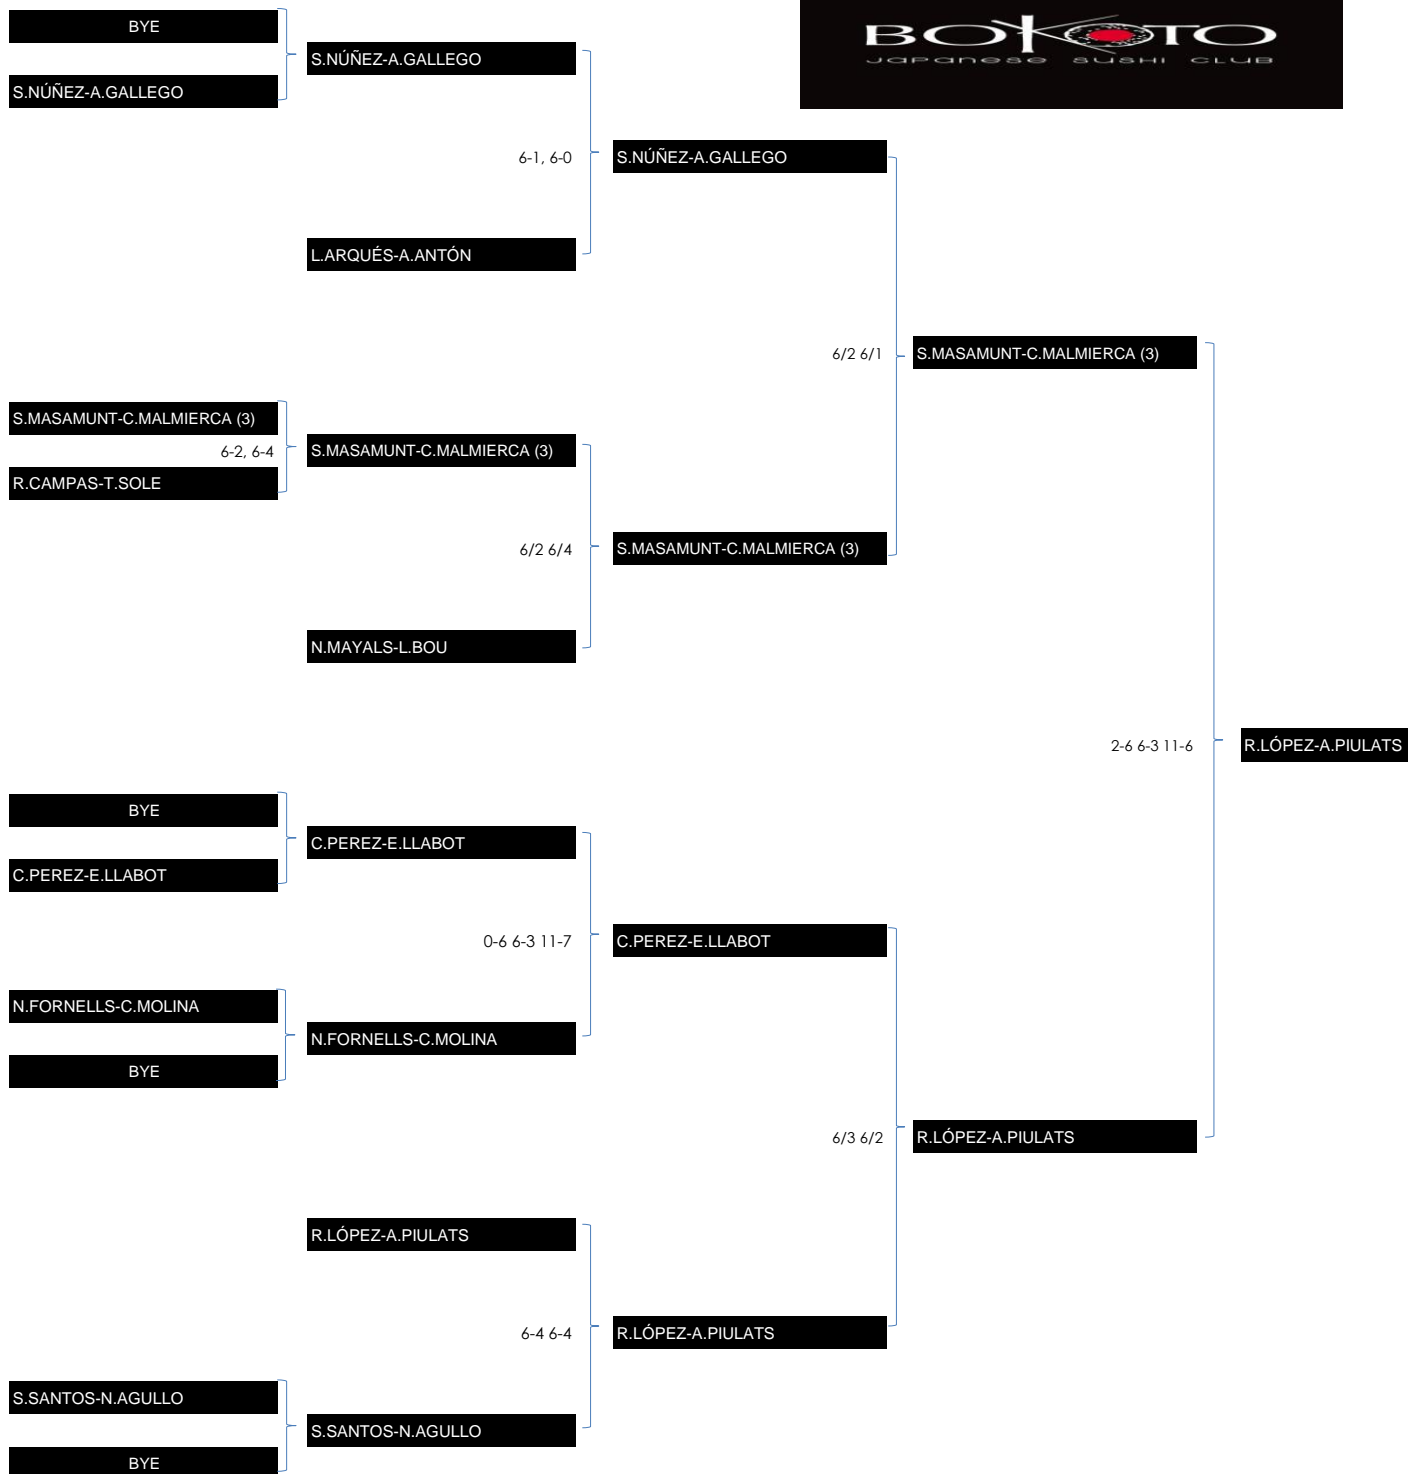 BOKOTO
JAPANESE SUSHI CLUB
BYE
S.NÚÑEZ-A.GALLEGO
S.NÚÑEZ-A.GALLEGO
6-1, 6-0
S.NÚÑEZ-A.GALLEGO
L.ARQUÉS-A.ANTÓN
6/2 6/1
S.MASAMUNT-C.MALMIERCA (3)
S.MASAMUNT-C.MALMIERCA (3)
6-2, 6-4
S.MASAMUNT-C.MALMIERCA (3)
R.CAMPAS-T.SOLE
6/2 6/4
S.MASAMUNT-C.MALMIERCA (3)
N.MAYALS-L.BOU
2-6 6-3 11-6
R.LÓPEZ-A.PIULATS
BYE
C.PEREZ-E.LLABOT
C.PEREZ-E.LLABOT
0-6 6-3 11-7
C.PEREZ-E.LLABOT
N.FORNELLS-C.MOLINA
N.FORNELLS-C.MOLINA
BYE
6/3 6/2
R.LÓPEZ-A.PIULATS
R.LÓPEZ-A.PIULATS
6-4 6-4
R.LÓPEZ-A.PIULATS
S.SANTOS-N.AGULLO
S.SANTOS-N.AGULLO
BYE